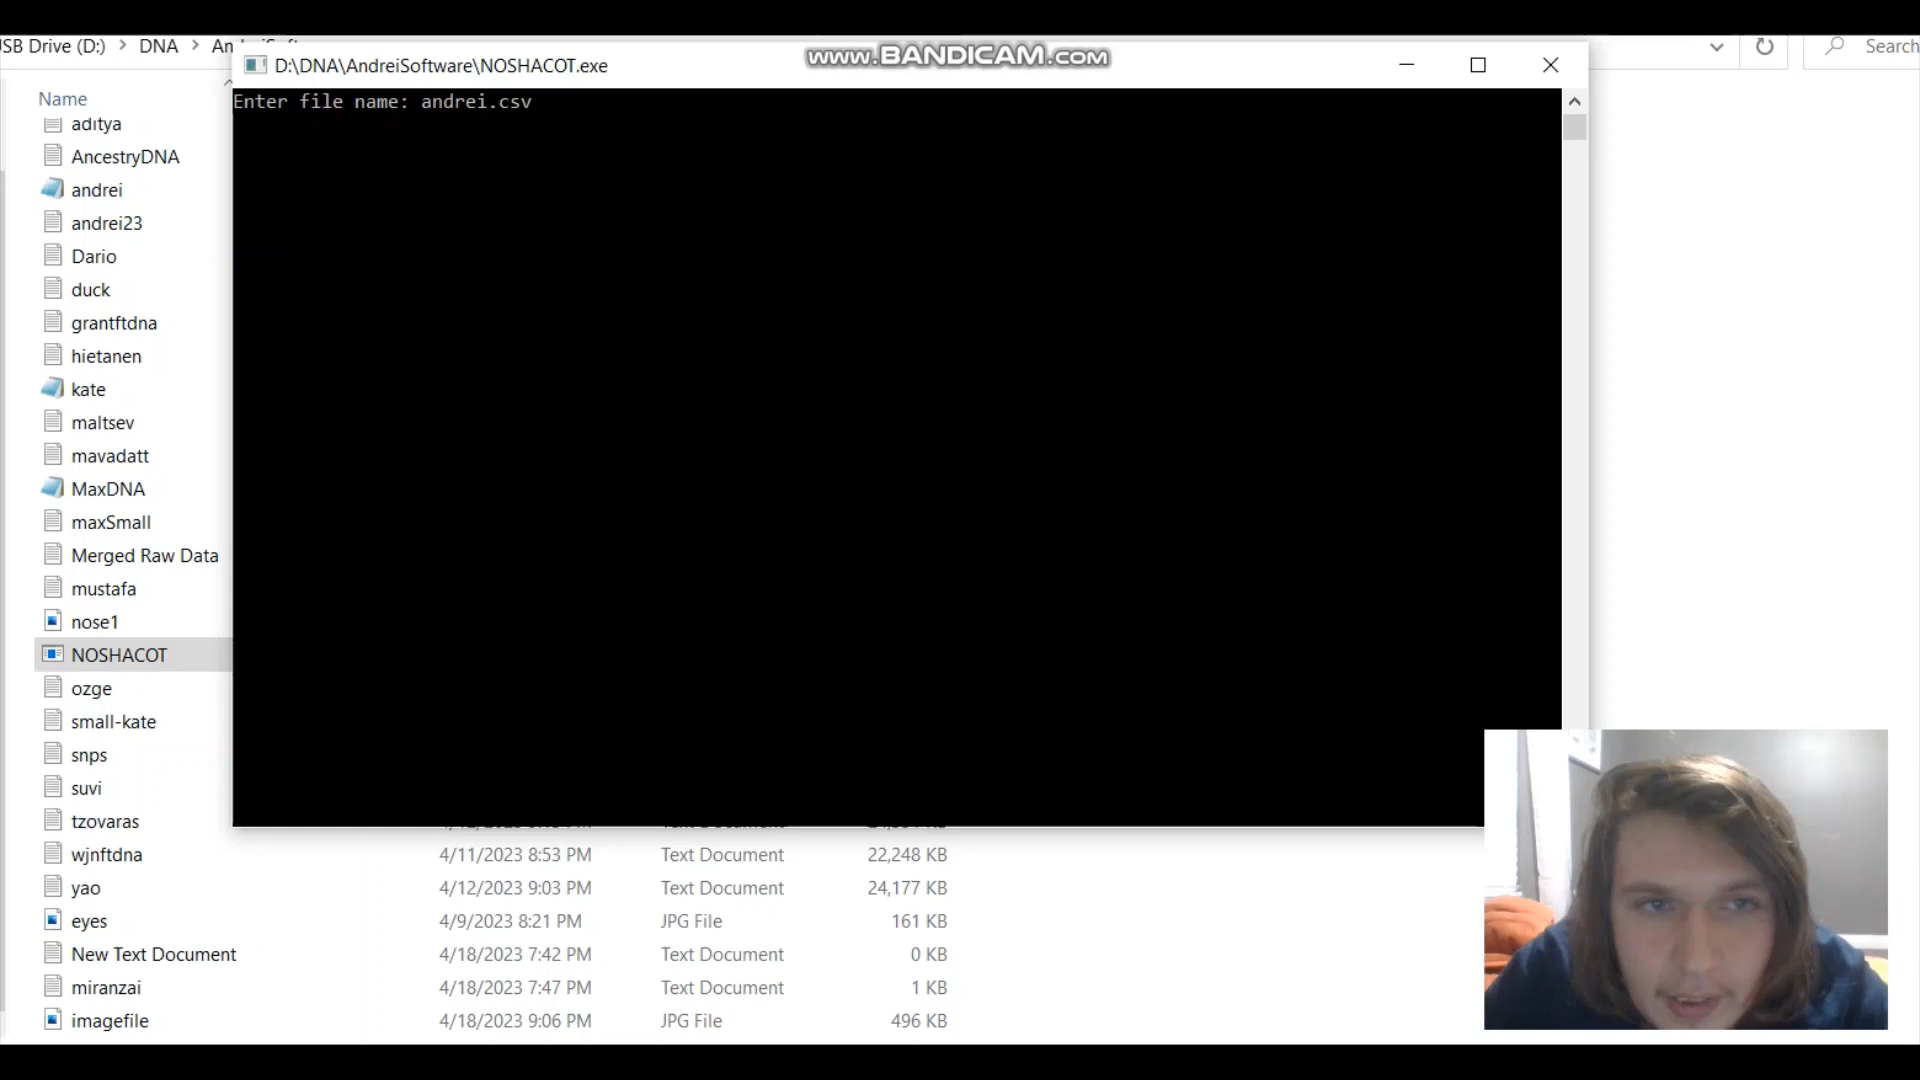 SB Drive (D:) > DNA > AndreiSoft
www.BANDICAM.com
Search
D:\DNA\AndreiSoftware\NOSHACOT.exe
Enter file name: andrei.csv
Name
aditya
AncestryDNA
andrei
andrei23
Dario
duck
grantftdna
hietanen
kate
maltsev
mavadatt
MaxDNA
maxSmall
Merged Raw Data
mustafa
nose1
NOSHACOT
ozge
small-kate
snps
suvi
tzovaras
wjnftdna 4/11/2023 8:53 PM Text Document 22,248 KB
yao 4/12/2023 9:03 PM Text Document 24,177 KB
eyes 4/9/2023 8:21 PM JPG File 161 KB
New Text Document 4/18/2023 7:42 PM Text Document 0 KB
miranzai 4/18/2023 7:47 PM Text Document 1 KB
imagefile 4/18/2023 9:06 PM JPG File 496 KB